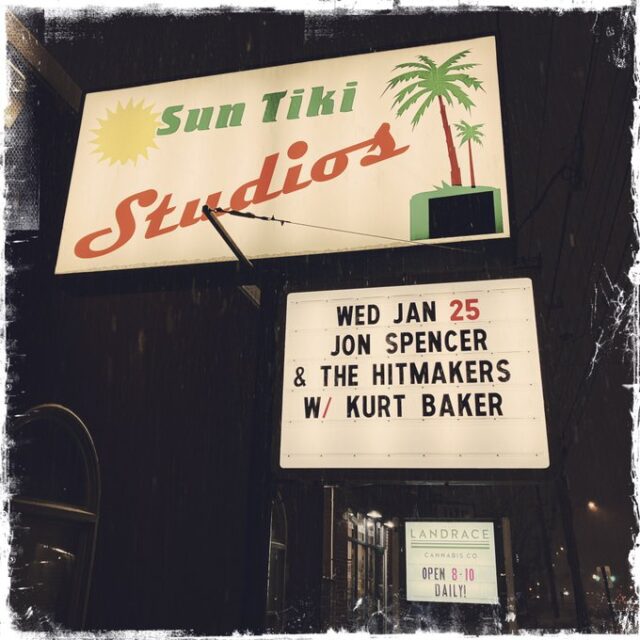 Sun Tiki
Studios
WED JAN 25
JON SPENCER
& THE HITMAKERS
W/ KURT BAKER
LANDRACE
CANNABIS CO.
OPEN 8-10
DAILY!